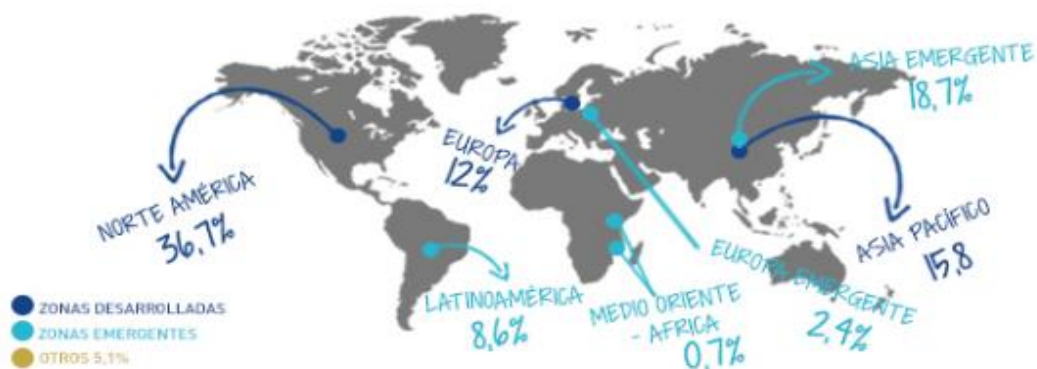 ASIA EMERGENTE
18,7%
EUROPA
12%
NORTE AMÉRICA
36,7%
ASIA PACÍFICO
15,8
EUROPA EMERGENTE
2,4%
LATINOAMÉRICA
8,6%
MEDIO ORIENTE
- AFRICA
0.7%
ZONAS DESARROLLADAS
ZONAS EMERGENTES
OTROS 5,1%